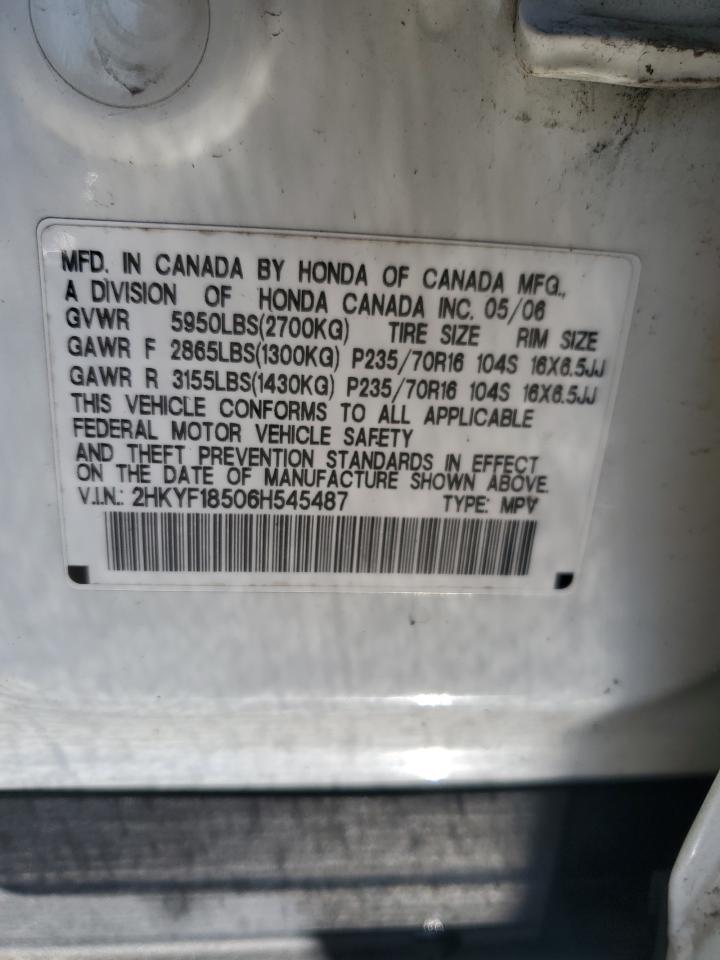 MFD. IN CANADA BY HONDA OF CANADA MFG.,
A DIVISION OF HONDA CANADA INC. 05/06
GVWR 5950LBS(2700KG) TIRE SIZE RIM SIZE
GAWR F 2865LBS(1300KG) P235/70R16 104S 16X6.5JJ
GAWR R 3155LBS(1430KG) P235/70R16 104S 16X6.5JJ
THIS VEHICLE CONFORMS TO ALL APPLICABLE
FEDERAL MOTOR VEHICLE SAFETY
AND THEFT PREVENTION STANDARDS IN EFFECT
ON THE DATE OF MANUFACTURE SHOWN ABOVE.
V.I.N.: 2HKYF18506H545487 TYPE: MPV